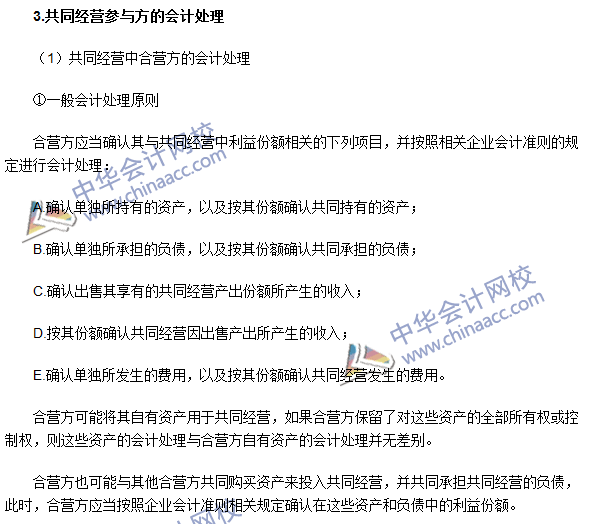 3.共同经营参与方的会计处理
（1）共同经营中合营方的会计处理
①一般会计处理原则
合营方应当确认其与共同经营中利益份额相关的下列项目，并按照相关企业会计准则的规
定进行会计处理：
A.确认单独所持有的资产，以及按其份额确认共同持有的资产；
B.确认单独所承担的负债，以及按其份额确认共同承担的负债；
C.确认出售其享有的共同经营产出份额所产生的收入；
D.按其份额确认共同经营因出售产出所产生的收入；
E.确认单独所发生的费用，以及按其份额确认共同经营发生的费用。
合营方可能将其自有资产用于共同经营，如果合营方保留了对这些资产的全部所有权或控
制权，则这些资产的会计处理与合营方自有资产的会计处理并无差别。
合营方也可能与其他合营方共同购买资产来投入共同经营，并共同承担共同经营的负债，
此时，合营方应当按照企业会计准则相关规定确认在这些资产和负债中的利益份额。
中华会计网校
www.chinaacc.com
中华会计网校
www.chinaacc.com
计网校